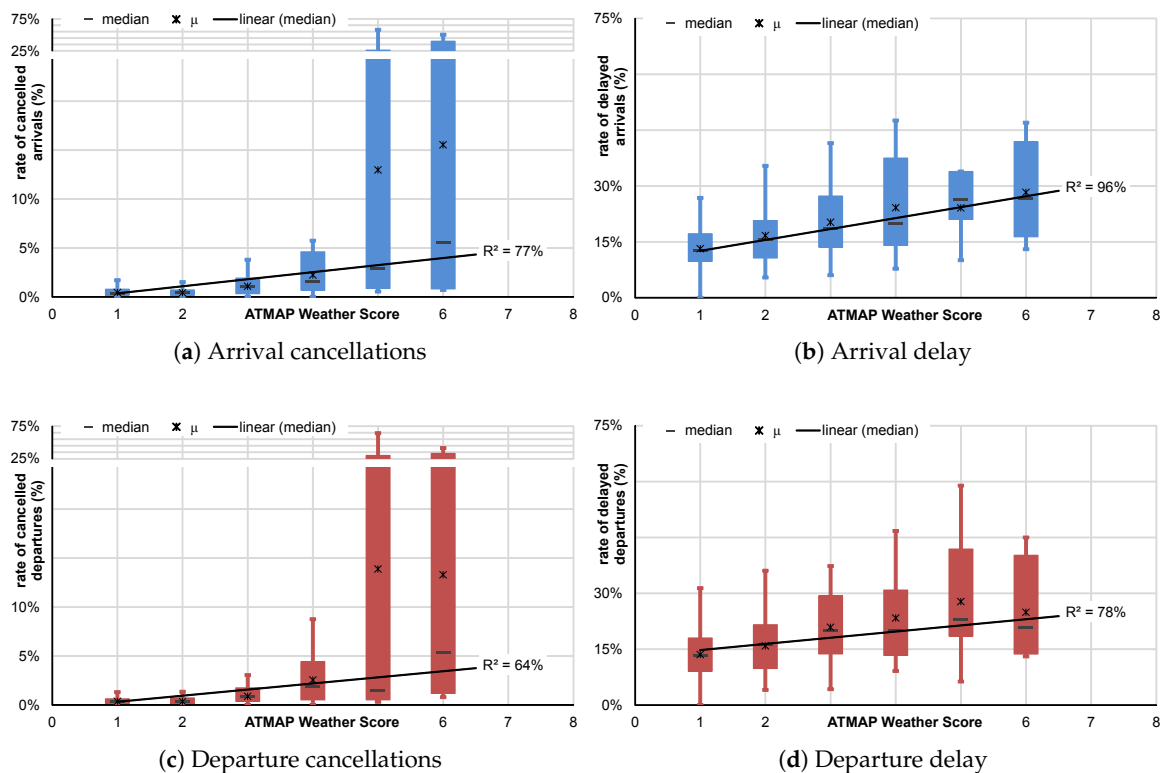 median μ linear (median)
rate of cancelled
arrivals (%)
75%
25%
10%
5%
0%
R² = 77%
0 1 2 ATMAP Weather Score 6 7 8
(a) Arrival cancellations
median μ linear (median)
rate of delayed
arrivals (%)
75%
30%
15%
0%
R² = 96%
0 1 2 ATMAP Weather Score 6 7 8
(b) Arrival delay
median μ linear (median)
rate of cancelled
departures (%)
75%
25%
10%
5%
0%
R² = 64%
0 1 2 ATMAP Weather Score 6 7 8
(c) Departure cancellations
median μ linear (median)
rate of delayed
departures (%)
75%
30%
15%
0%
R² = 78%
0 1 2 ATMAP Weather Score 6 7 8
(d) Departure delay